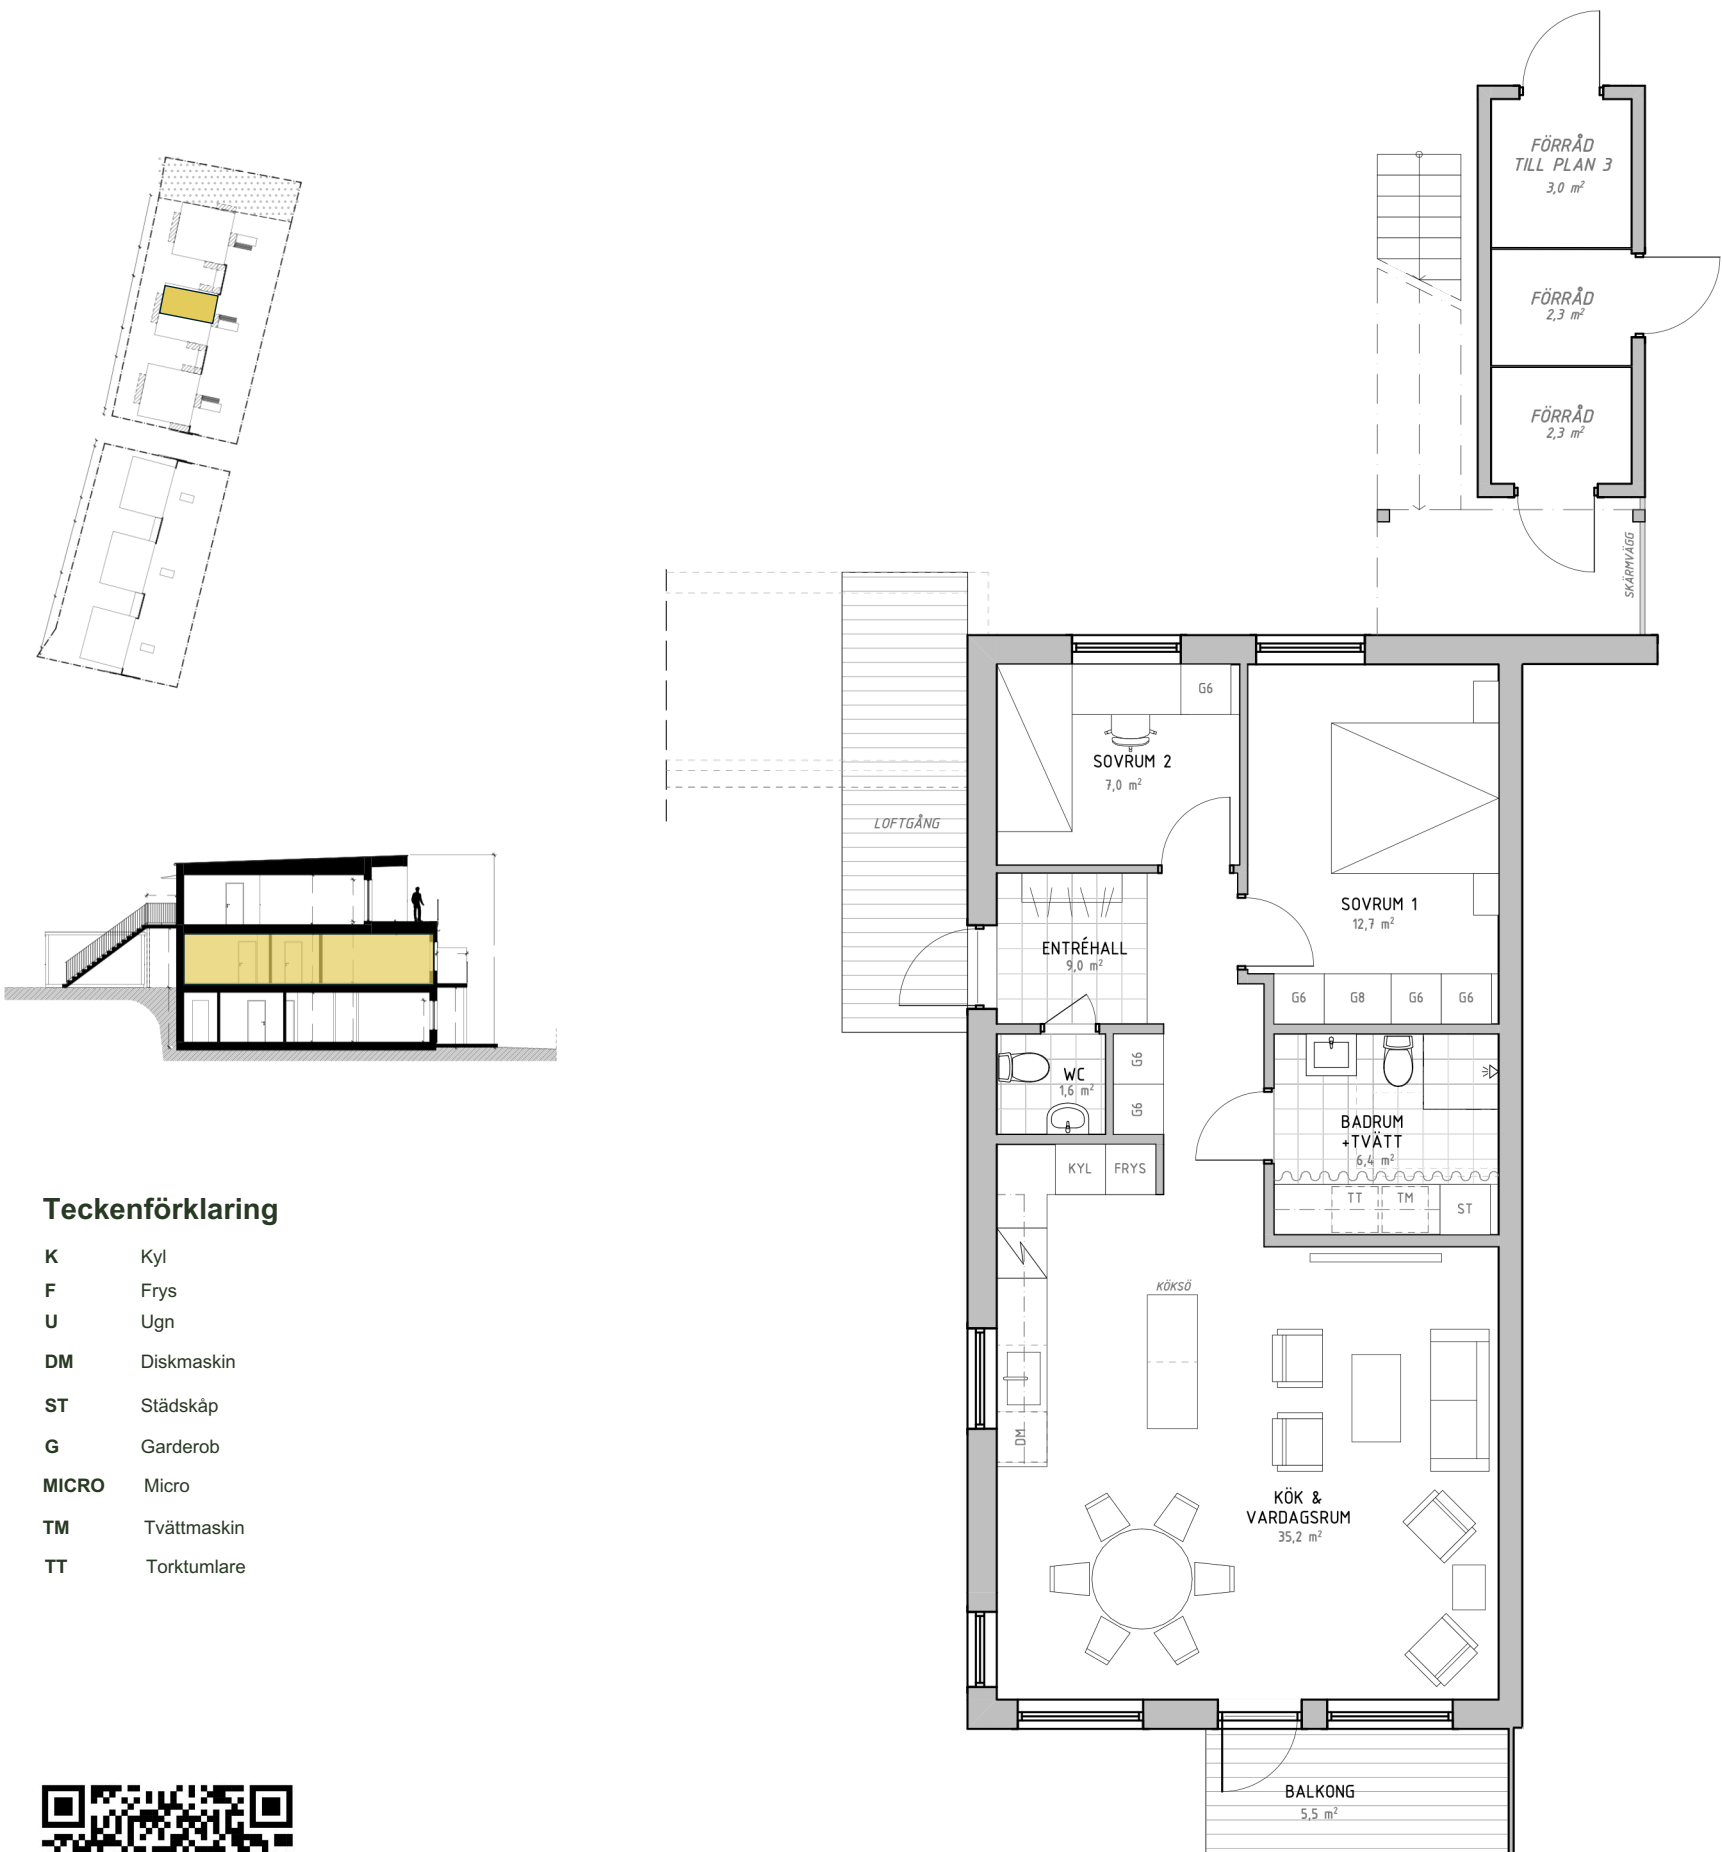 FÖRRÅD
TILL PLAN 3
3,0 m²
FÖRRÅD
2,3 m²
FÖRRÅD
2,3 m²
SKÄRMVÄGG
G6
SOVRUM 2
7,0 m²
LOFTGÅNG
SOVRUM 1
12,7 m²
ENTRÉHALL
9,0 m²
G6
G8
G6
G6
WC
1,6 m²
G6
G6
BADRUM
+TVÄTT
6,4 m²
KYL
FRYS
TT
TM
ST
KÖKSÖ
DM
KÖK &
VARDAGSRUM
35,2 m²
BALKONG
5,5 m²
Teckenförklaring
K Kyl
F Frys
U Ugn
DM Diskmaskin
ST Städskåp
G Garderob
MICRO Micro
TM Tvättmaskin
TT Torktumlare